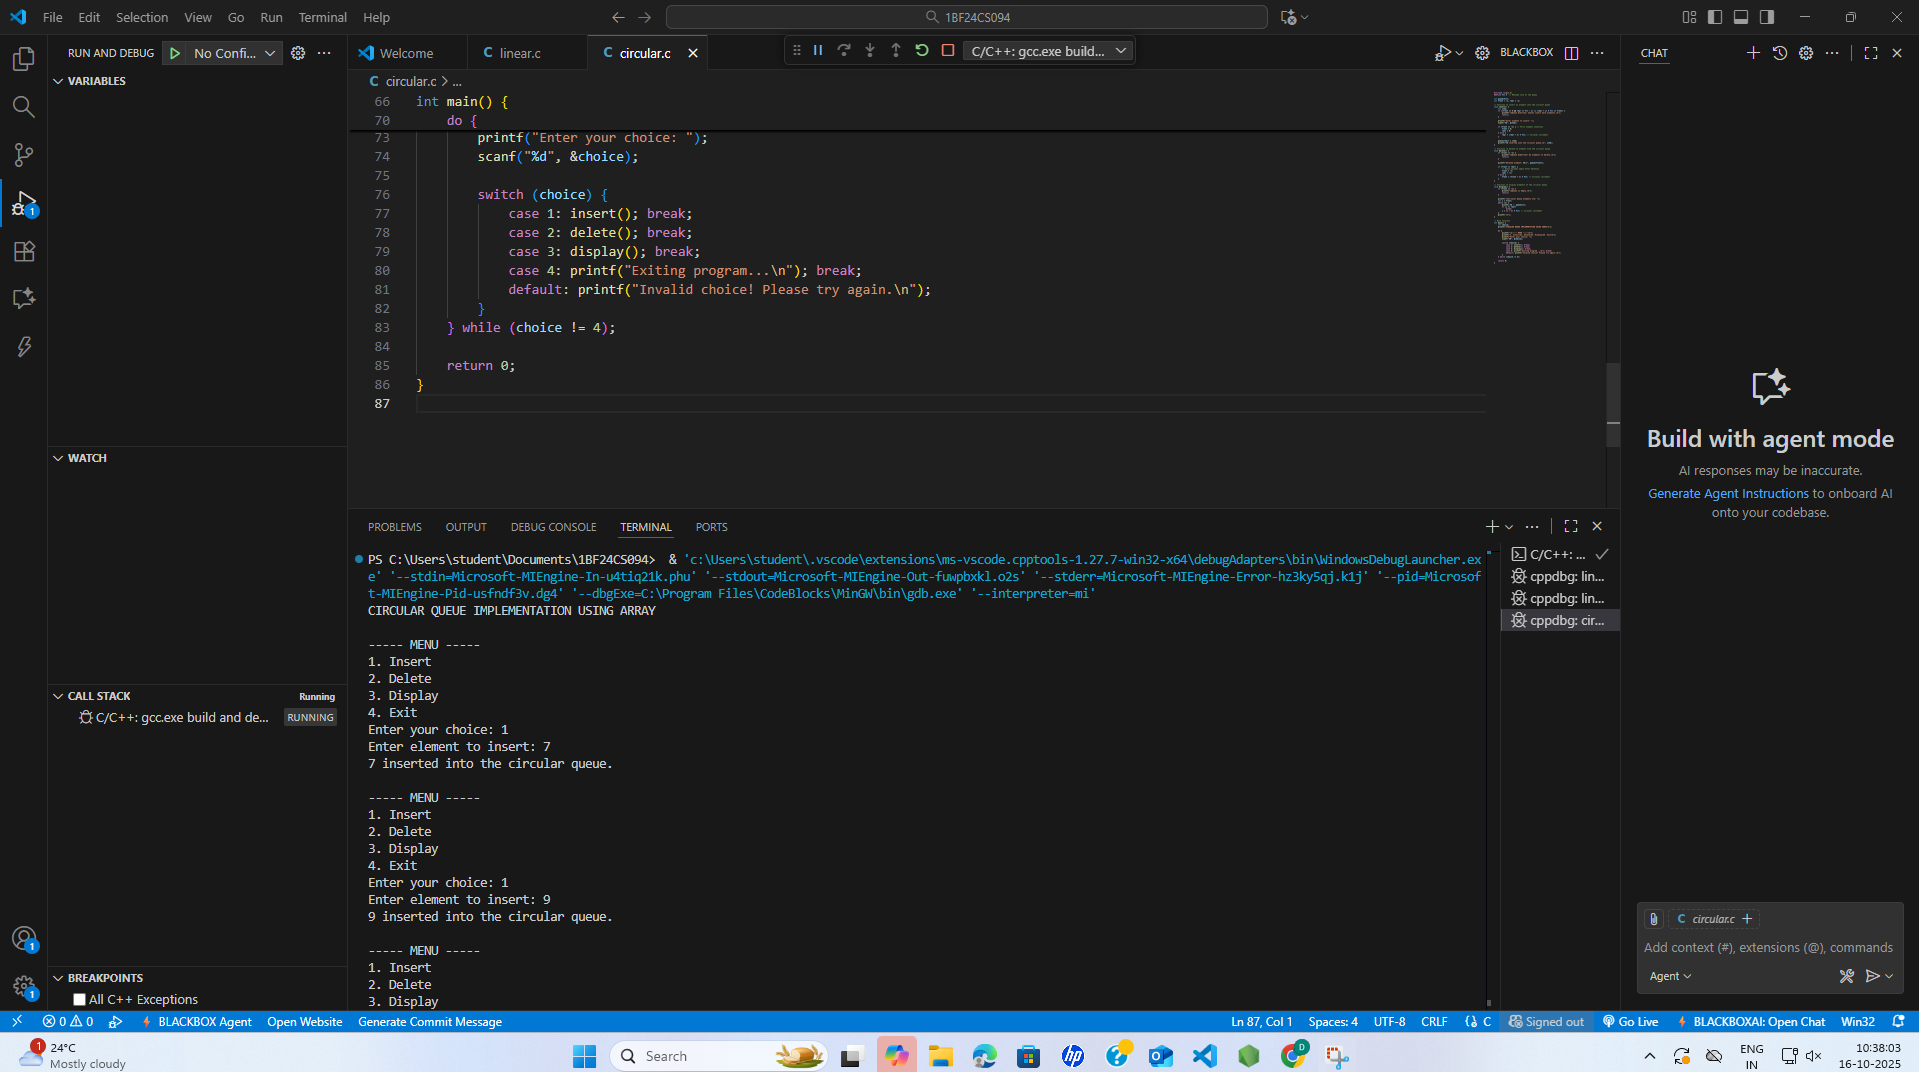 File Edit Selection View Go Run Terminal Help
1BF24CS094
RUN AND DEBUG No Confi...
VARIABLES
WATCH
CALL STACK Running
C/C++: gcc.exe build and de... RUNNING
BREAKPOINTS
All C++ Exceptions
Welcome
C linear.c
C circular.c
C/C++: gcc.exe build...
BLACKBOX
C circular.c > ...
66 int main() {
70 do {
73 printf("Enter your choice: ");
74 scanf("%d", &choice);
75
76 switch (choice) {
77 case 1: insert(); break;
78 case 2: delete(); break;
79 case 3: display(); break;
80 case 4: printf("Exiting program...\n"); break;
81 default: printf("Invalid choice! Please try again.\n");
82 }
83 } while (choice != 4);
84
85 return 0;
86 }
87
PROBLEMS OUTPUT DEBUG CONSOLE TERMINAL PORTS
PS C:\Users\student\Documents\1BF24CS094> & 'c:\Users\student\.vscode\extensions\ms-vscode.cpptools-1.27.7-win32-x64\debugAdapters\bin\WindowsDebugLauncher.ex
e' '--stdin=Microsoft-MIEngine-In-u4tiq21k.phu' '--stdout=Microsoft-MIEngine-Out-fuwpbxkl.o2s' '--stderr=Microsoft-MIEngine-Error-hz3ky5qj.k1j' '--pid=Microsof
t-MIEngine-Pid-usfndf3v.dg4' '--dbgExe=C:\Program Files\CodeBlocks\MinGW\bin\gdb.exe' '--interpreter=mi'
CIRCULAR QUEUE IMPLEMENTATION USING ARRAY
----- MENU -----
1. Insert
2. Delete
3. Display
4. Exit
Enter your choice: 1
Enter element to insert: 7
7 inserted into the circular queue.
----- MENU -----
1. Insert
2. Delete
3. Display
4. Exit
Enter your choice: 1
Enter element to insert: 9
9 inserted into the circular queue.
----- MENU -----
1. Insert
2. Delete
3. Display
C/C++: ...
cppdbg: lin...
cppdbg: lin...
cppdbg: cir...
CHAT
Build with agent mode
AI responses may be inaccurate.
Generate Agent Instructions to onboard AI
onto your codebase.
C circular.c +
Add context (#), extensions (@), commands
Agent
1
1
1
0 0 BLACKBOX Agent Open Website Generate Commit Message
Ln 87, Col 1 Spaces: 4 UTF-8 CRLF {} C Signed out Go Live BLACKBOXAI: Open Chat Win32
1
24°C
Mostly cloudy
Search
hp
D
ENG
IN
10:38:03
16-10-2025